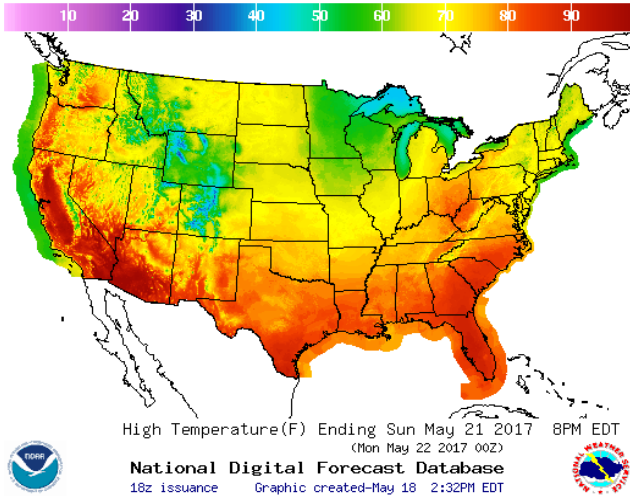 10 20 30 40 50 60 70 80 90
High Temperature(F) Ending Sun May 21 2017 8PM EDT
(Mon May 22 2017 00Z)
National Digital Forecast Database
18z issuance Graphic created-May 18 2:32PM EDT
NOAA
NATIONAL WEATHER SERVICE